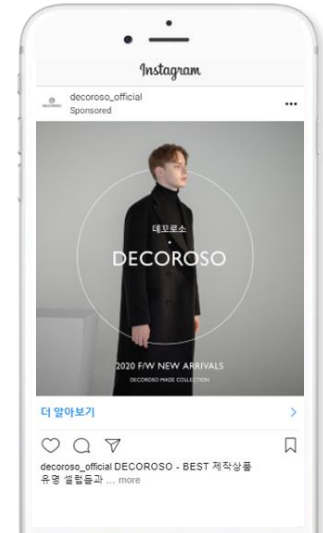 Instagram
decoroso_official
Sponsored
데꼬로소
DECOROSO
2020 F/W NEW ARRIVALS
DECOROSO MADE COLLECTION
더 알아보기
decoroso_official DECOROSO - BEST 제작상품
유명 셀럽들과 ... more